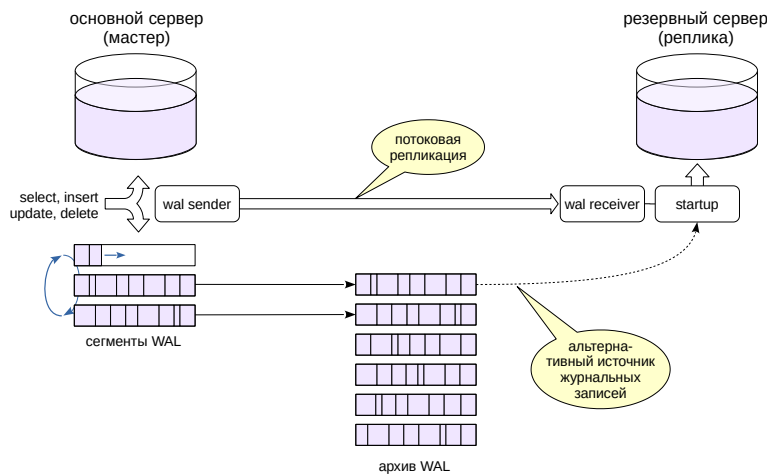 основной сервер
(мастер)
резервный сервер
(реплика)
потоковая
репликация
select, insert
update, delete
wal sender
wal receiver
startup
сегменты WAL
альтерна-
тивный источник
журнальных
записей
архив WAL